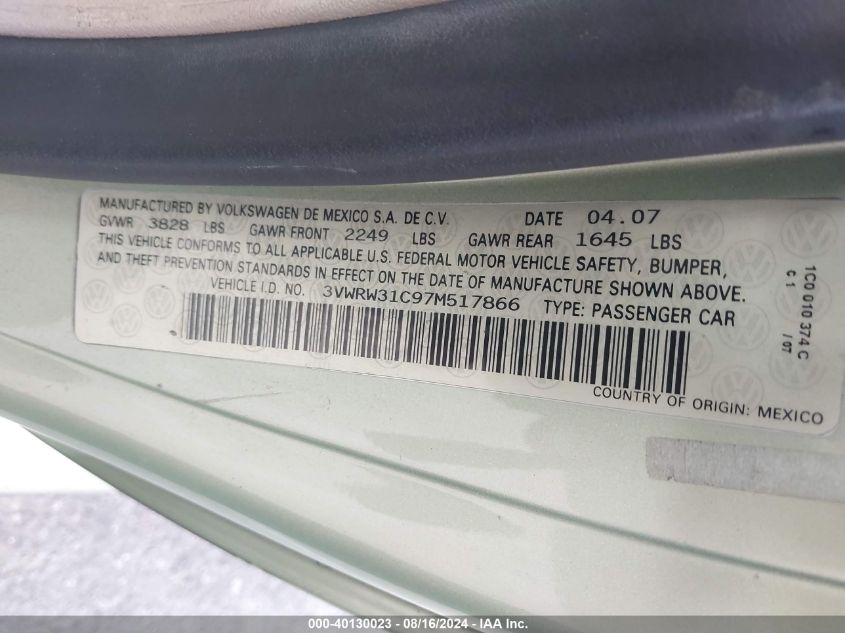 MANUFACTURED BY VOLKSWAGEN DE MEXICO S.A. DE C.V. DATE 04.07
GVWR 3828 LBS GAWR FRONT 2249 LBS GAWR REAR 1645 LBS
THIS VEHICLE CONFORMS TO ALL APPLICABLE U.S. FEDERAL MOTOR VEHICLE SAFETY, BUMPER,
AND THEFT PREVENTION STANDARDS IN EFFECT ON THE DATE OF MANUFACTURE SHOWN ABOVE.
VEHICLE I.D. NO. 3VWRW31C97M517866 TYPE: PASSENGER CAR
COUNTRY OF ORIGIN: MEXICO
1C0 010 374 C
C1 /07
000-40130023 - 08/16/2024 - IAA Inc.